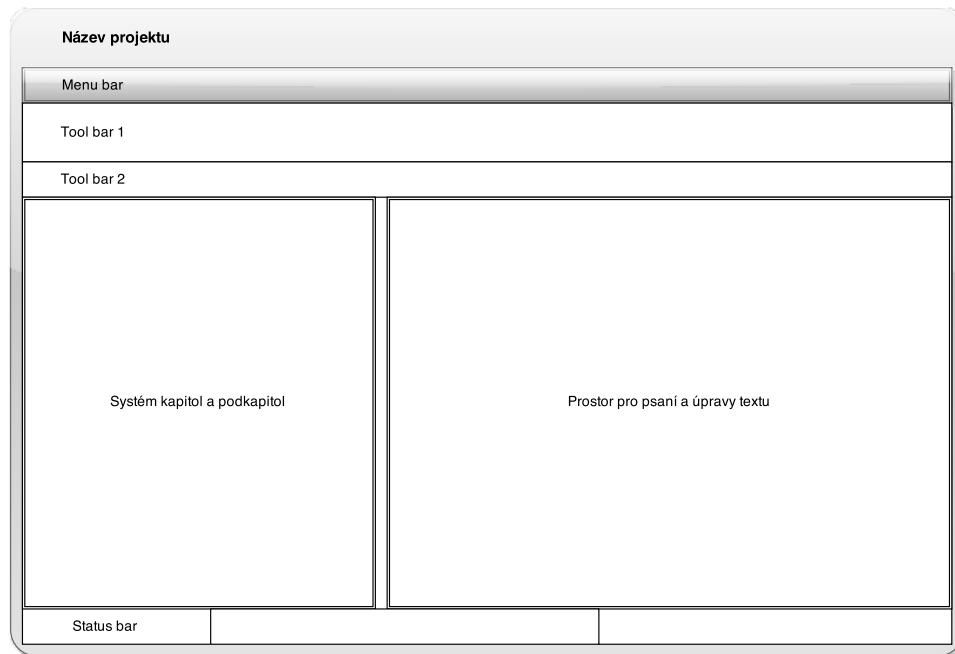 Název projektu
Menu bar
Tool bar 1
Tool bar 2
Systém kapitol a podkapitol
Prostor pro psaní a úpravy textu
Status bar